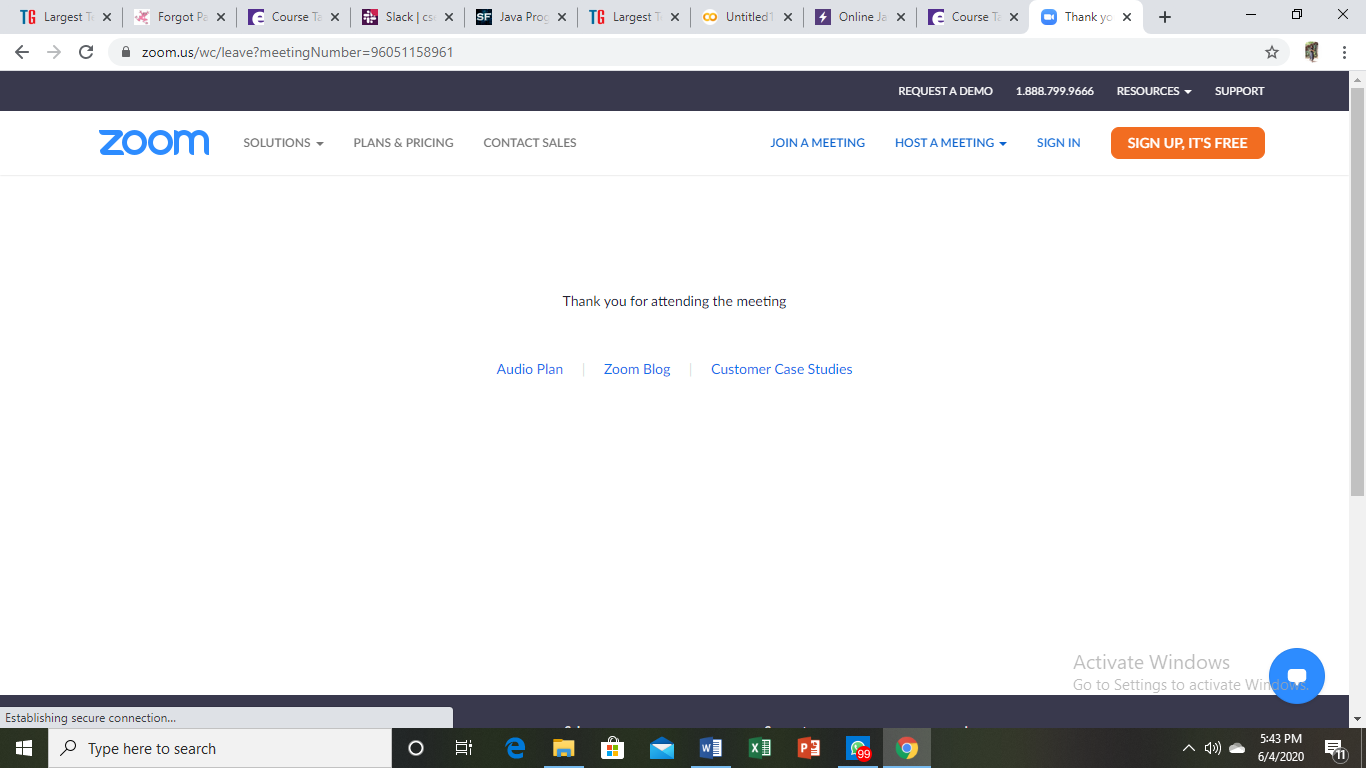 Largest Te
Forgot Pa
Course Ta
Slack | cse
Java Prog
Largest Te
Untitled1
Online Ja
Course Ta
Thank yo
zoom.us/wc/leave?meetingNumber=96051158961
REQUEST A DEMO 1.888.799.9666 RESOURCES SUPPORT
zoom SOLUTIONS PLANS & PRICING CONTACT SALES JOIN A MEETING HOST A MEETING SIGN IN SIGN UP, IT'S FREE
Thank you for attending the meeting
Audio Plan Zoom Blog Customer Case Studies
Activate Windows
Go to Settings to activate Windows.
Establishing secure connection...
Type here to search
99
5:43 PM
6/4/2020
11